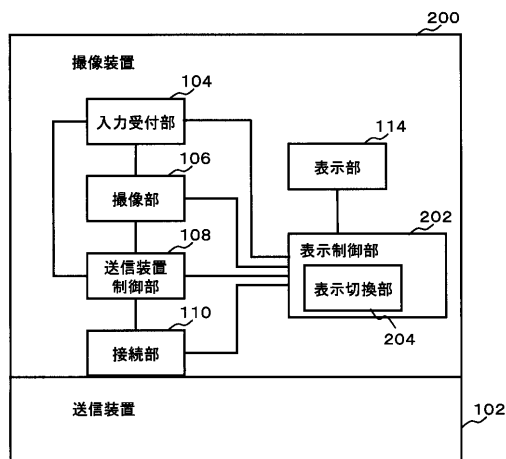 200
撮像装置
104
入力受付部
114
表示部
106
撮像部
202
表示制御部
108
送信装置
制御部
表示切換部
204
110
接続部
送信装置
102